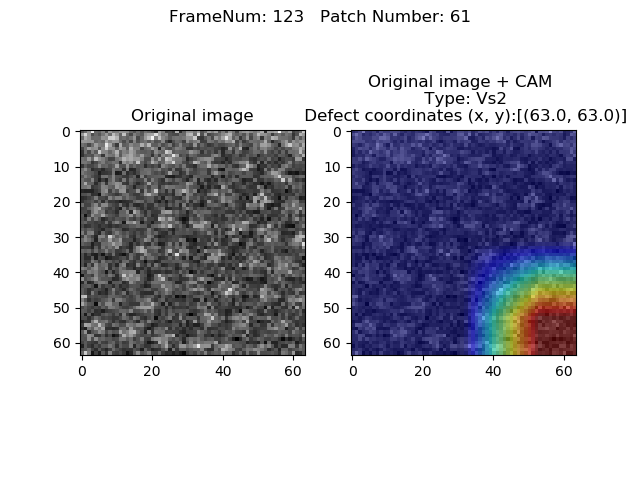 FrameNum: 123   Patch Number: 61
Original image
Original image + CAM
Type: Vs2
Defect coordinates (x, y):[(63.0, 63.0)]
0
10
20
30
40
50
60
0 20 40 60
0
10
20
30
40
50
60
0 20 40 60